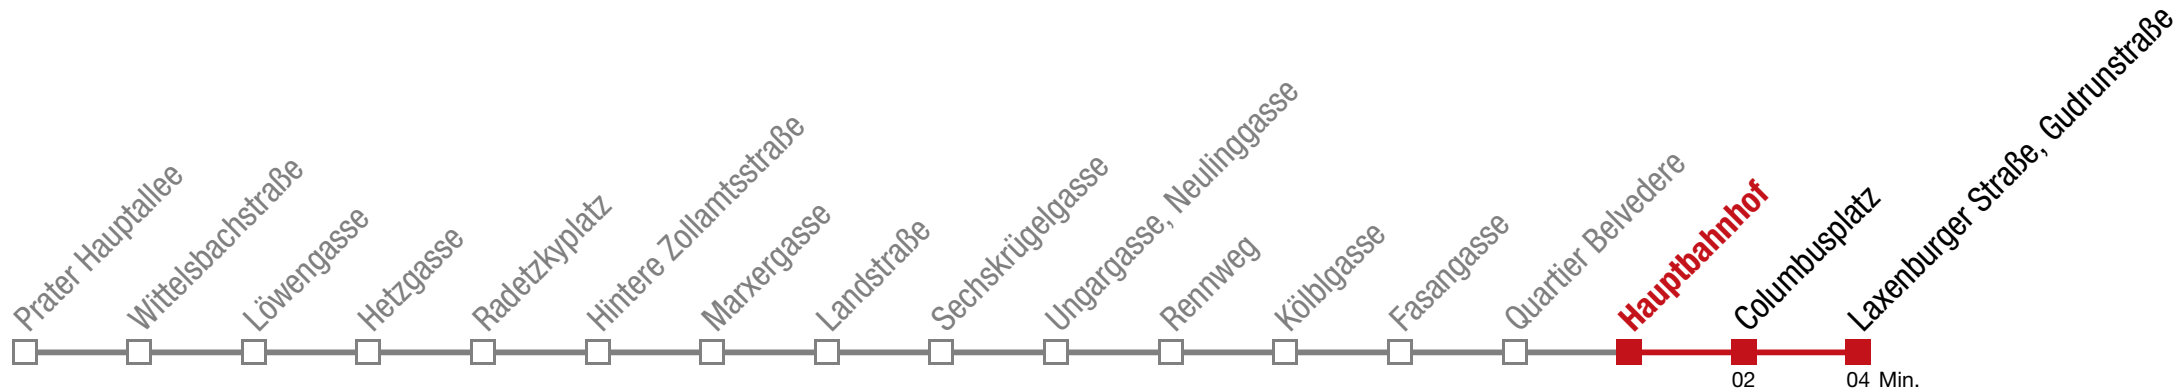 Prater Hauptallee
Wittelsbachstraße
Löwengasse
Hetzgasse
Radetzkyplatz
Hintere Zollamtsstraße
Marxergasse
Landstraße
Sechskrügelgasse
Ungargasse, Neulinggasse
Rennweg
Kölblgasse
Fasangasse
Quartier Belvedere
Hauptbahnhof
Columbusplatz
Laxenburger Straße, Gudrunstraße
02 04 Min.